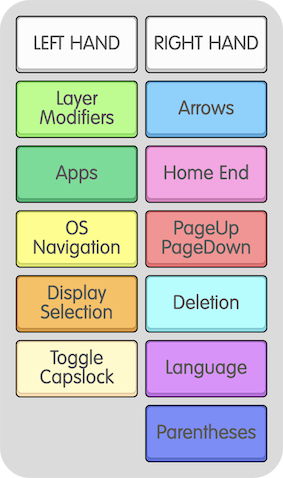 LEFT HAND
RIGHT HAND
Layer
Modifiers
Arrows
Apps
Home End
OS
Navigation
PageUp
PageDown
Display
Selection
Deletion
Toggle
Capslock
Language
Parentheses